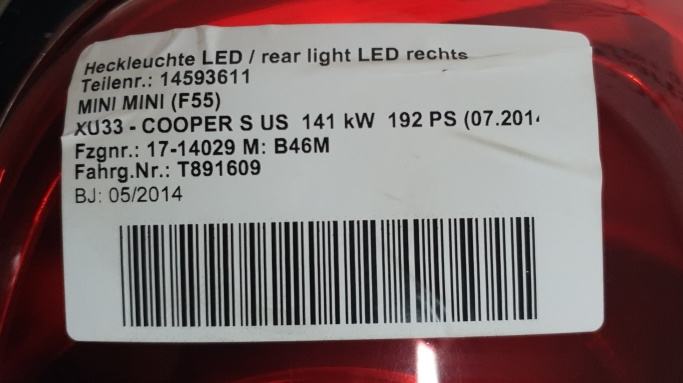 Heckleuchte LED / rear light LED rechts
Teilenr.: 14593611
MINI MINI (F55)
XU33 - COOPER S US 141 kW 192 PS (07.2014
Fzgnr.: 17-14029 M: B46M
Fahrg.Nr.: T891609
BJ: 05/2014